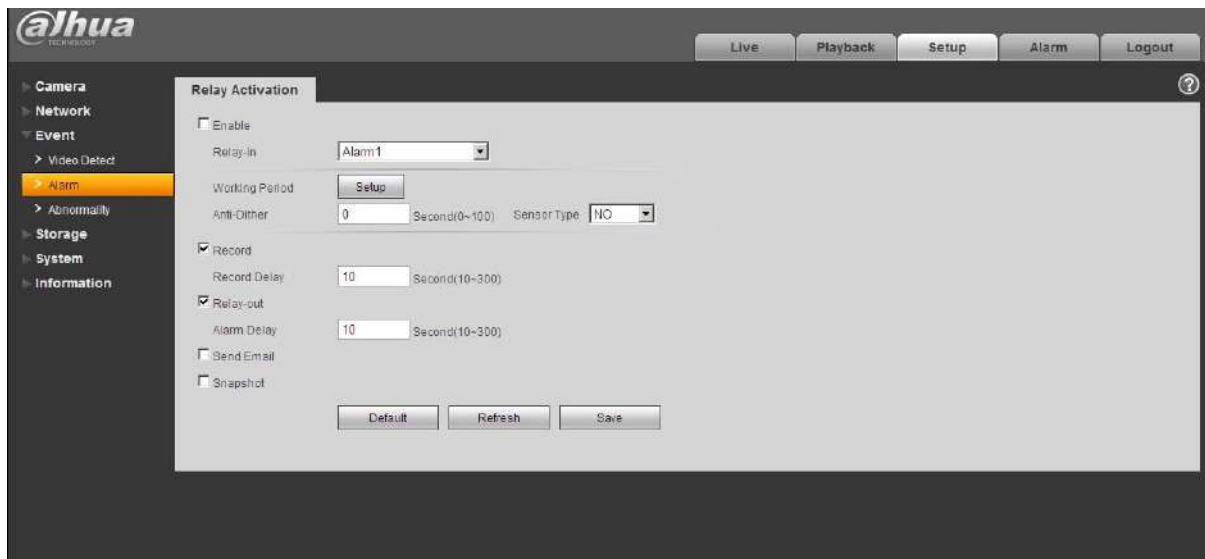 alhua
TECHNOLOGY
Live Playback Setup Alarm Logout
Camera
Network
Event
Video Detect
Alarm
Abnormality
Storage
System
Information
Relay Activation
Enable
Relay-in Alarm1
Working Period Setup
Anti-Dither 0 Second(0~100) Sensor Type NO
Record
Record Delay 10 Second(10~300)
Relay-out
Alarm Delay 10 Second(10~300)
Send Email
Snapshot
Default Refresh Save